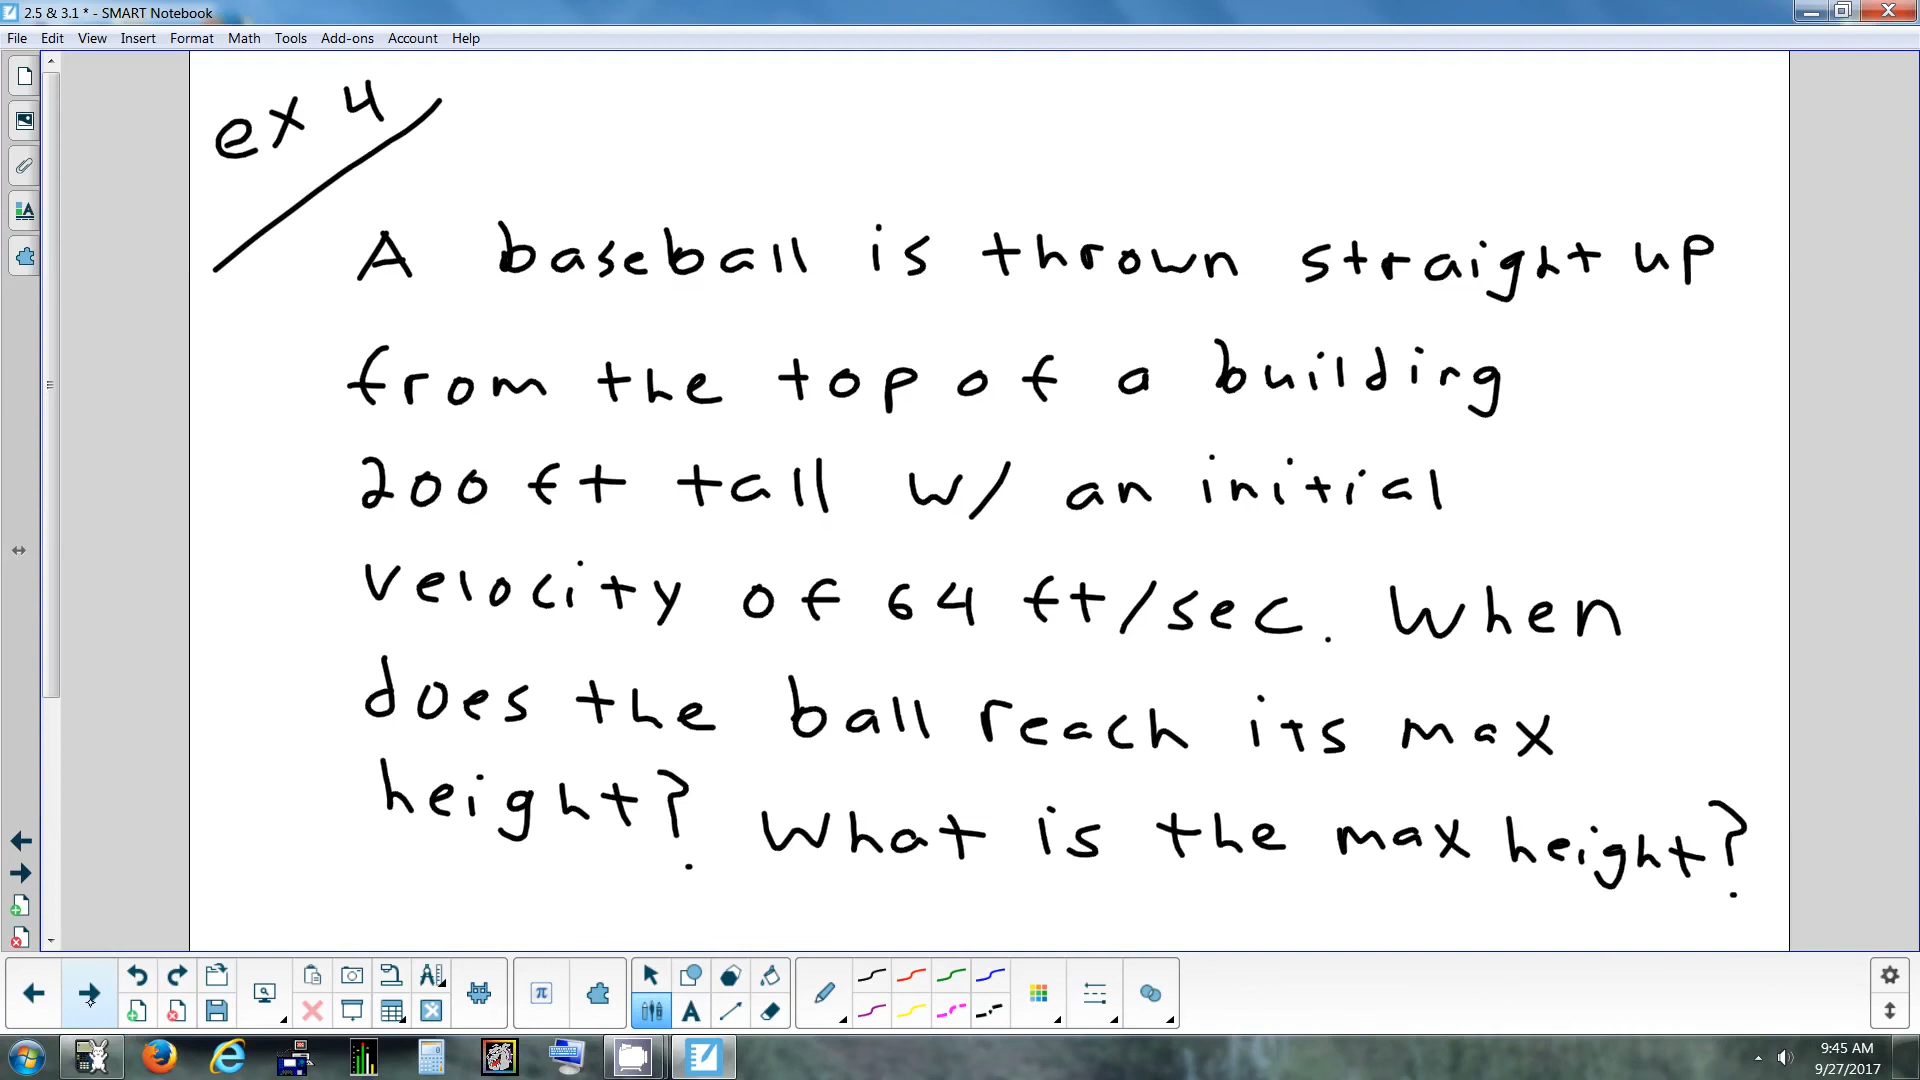 2.5 & 3.1 * - SMART Notebook
File Edit View Insert Format Math Tools Add-ons Account Help
ex 4
A baseball is thrown straight up
from the top of a building
200 ft tall w/ an initial
velocity of 64 ft/sec. When
does the ball reach its max
height? What is the max height?
π
A
9:45 AM
9/27/2017